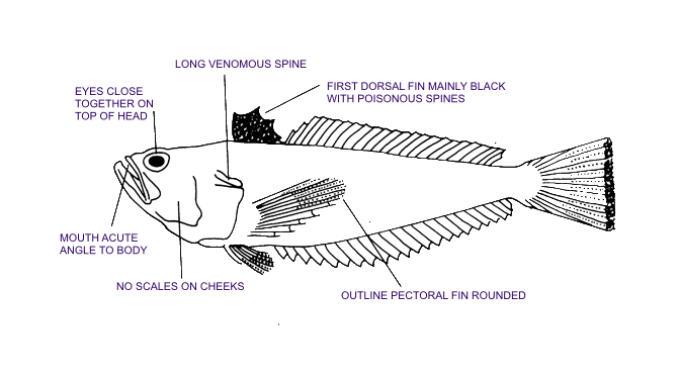 LONG VENOMOUS SPINE
EYES CLOSE
TOGETHER ON
TOP OF HEAD
FIRST DORSAL FIN MAINLY BLACK
WITH POISONOUS SPINES
MOUTH ACUTE
ANGLE TO BODY
NO SCALES ON CHEEKS
OUTLINE PECTORAL FIN ROUNDED